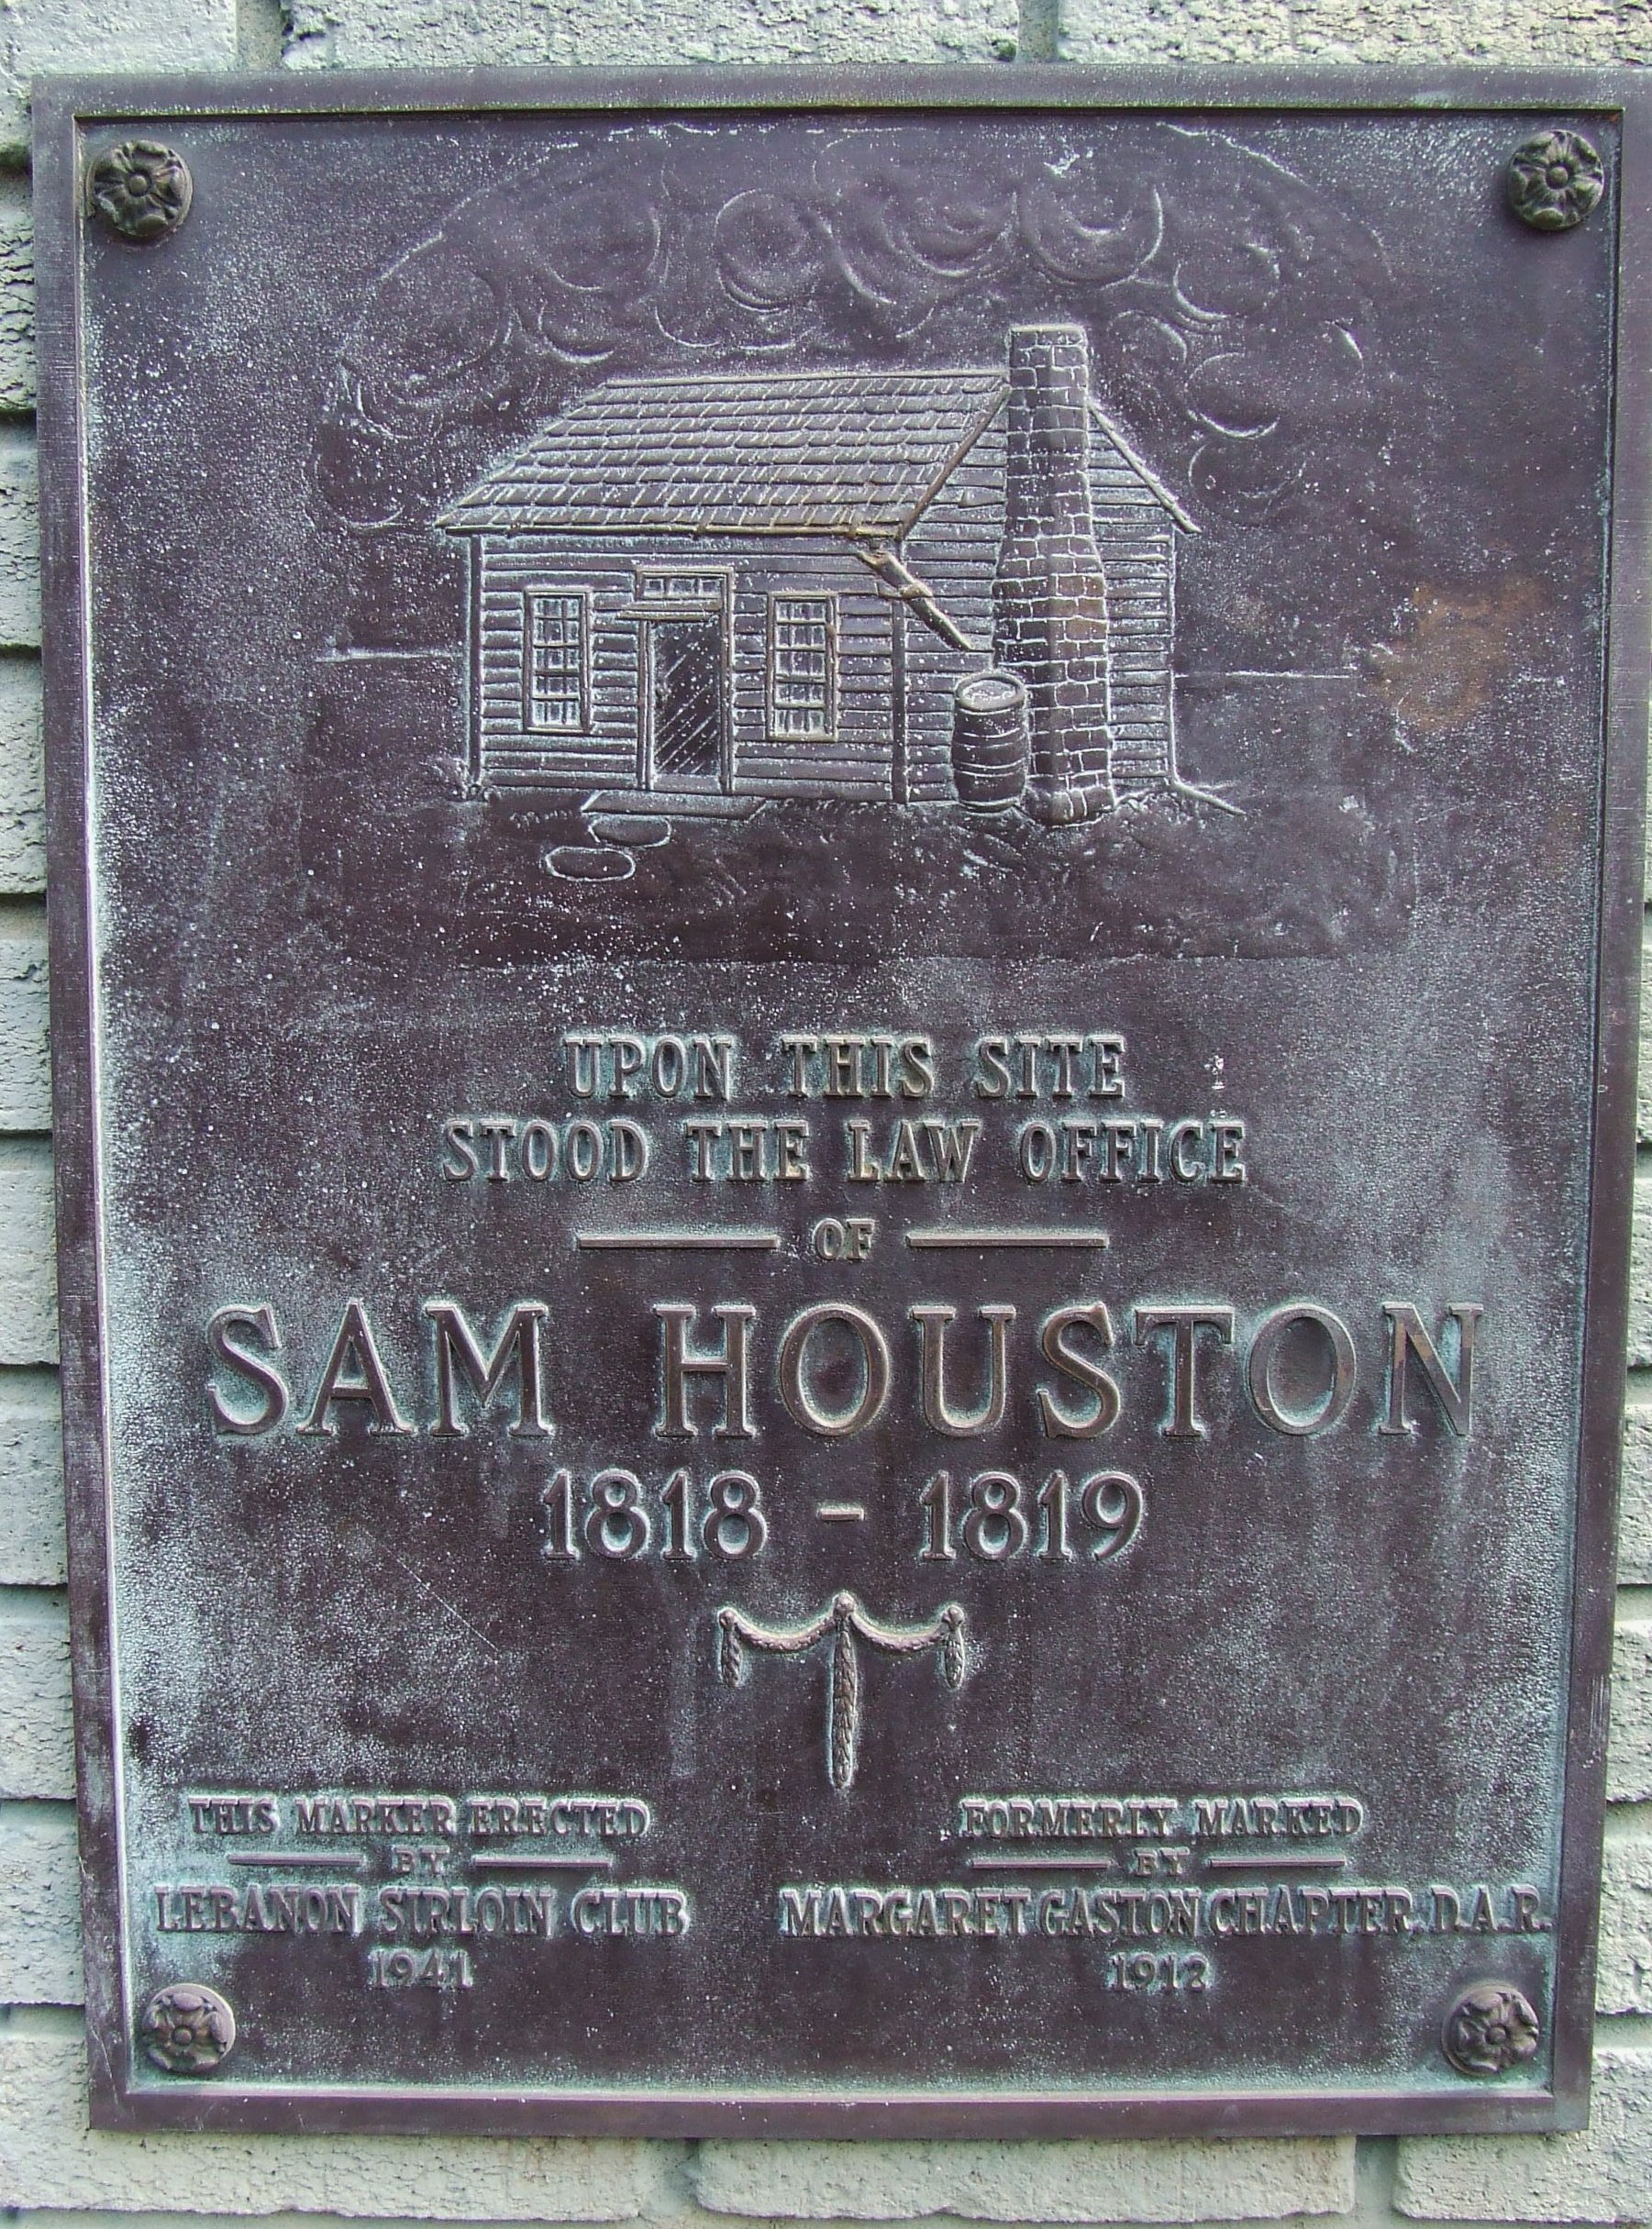 UPON THIS SITE
STOOD THE LAW OFFICE
OF
SAM HOUSTON
1818 - 1819
THIS MARKER ERECTED
BY
LEBANON SIRLOIN CLUB
1941
FORMERLY MARKED
BY
MARGARET GASTON CHAPTER, D.A.R.
1912